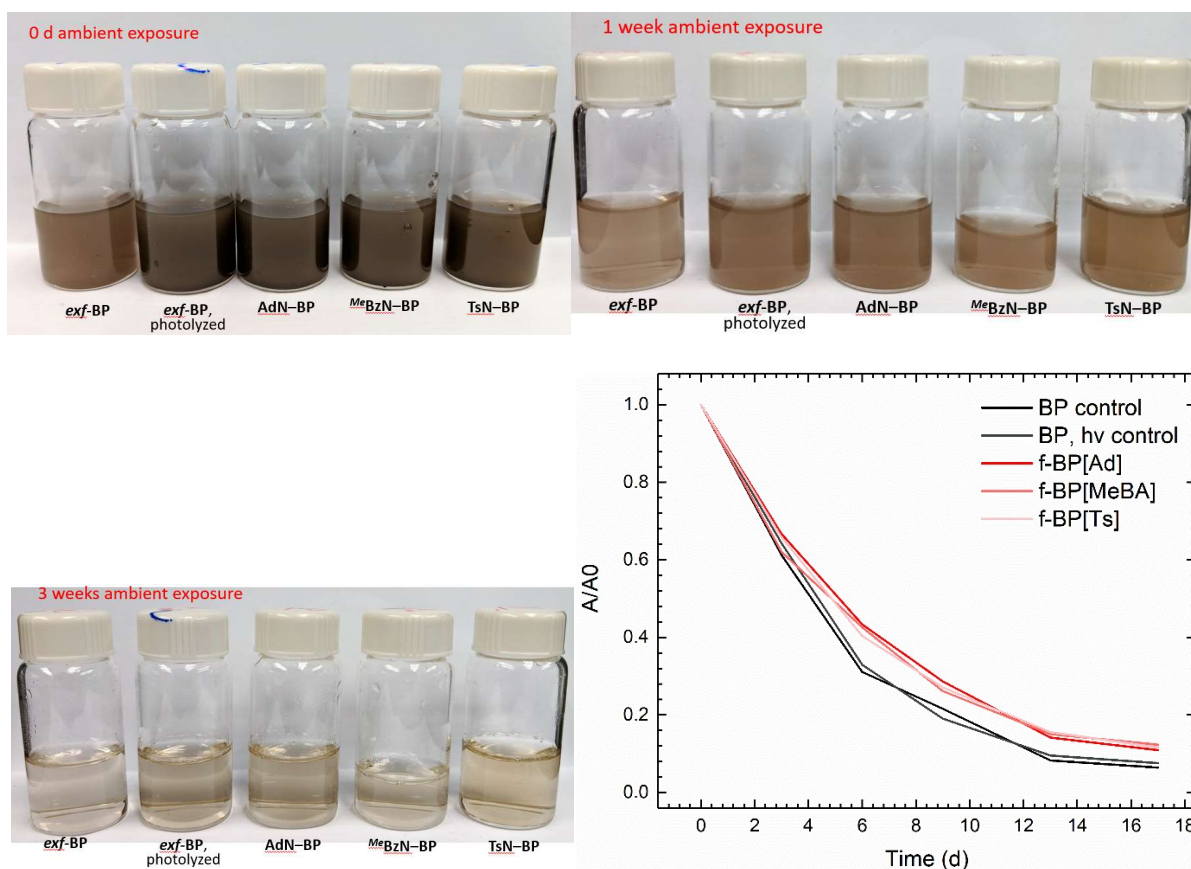 0 d ambient exposure
exf-BP
exf-BP,
photolyzed
AdN–BP
MeBzN–BP
TsN–BP
1 week ambient exposure
exf-BP
exf-BP,
photolyzed
AdN–BP
MeBzN–BP
TsN–BP
3 weeks ambient exposure
exf-BP
exf-BP,
photolyzed
AdN–BP
MeBzN–BP
TsN–BP
BP control
BP, hv control
f-BP[Ad]
f-BP[MeBA]
f-BP[Ts]
A/A0
1.0
0.8
0.6
0.4
0.2
0.0
0 2 4 6 8 10 12 14 16 18
Time (d)